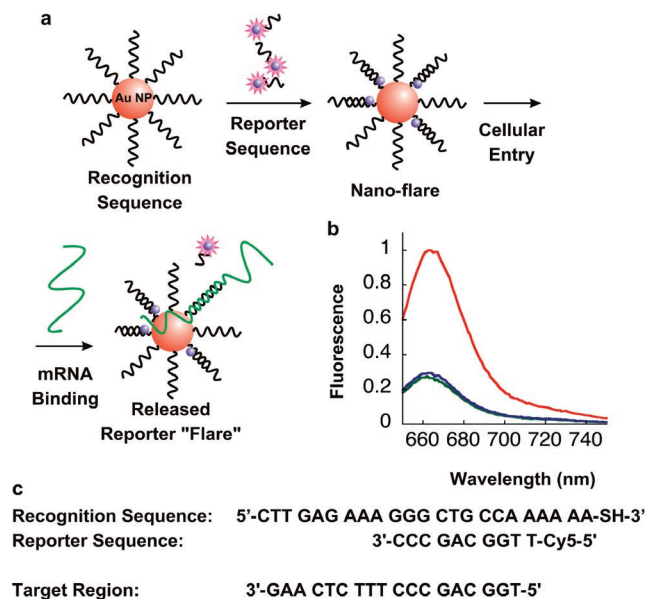 a
Au NP
Recognition
Sequence
Reporter
Sequence
Nano-flare
Cellular
Entry
mRNA
Binding
Released
Reporter "Flare"
b
Fluorescence
1
0.8
0.6
0.4
0.2
0
660 680 700 720 740
Wavelength (nm)
c
Recognition Sequence: 5'-CTT GAG AAA GGG CTG CCA AAA AA-SH-3'
Reporter Sequence: 3'-CCC GAC GGT T-Cy5-5'
Target Region: 3'-GAA CTC TTT CCC GAC GGT-5'